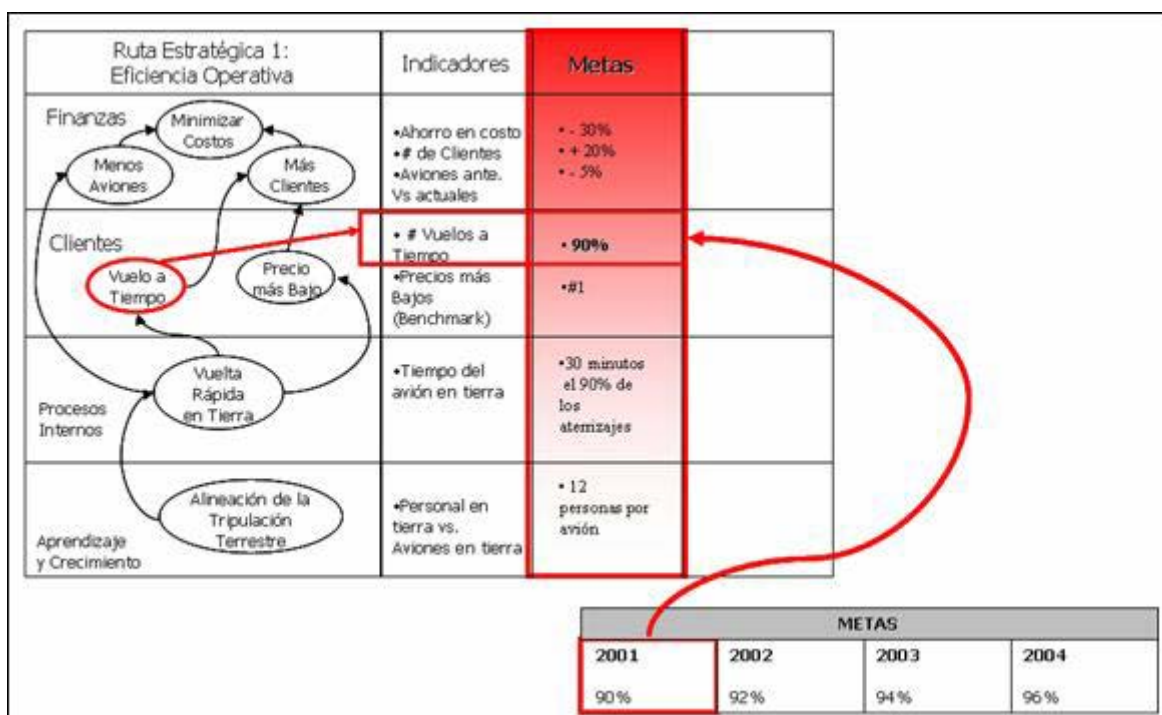 Ruta Estratégica 1:
Eficiencia Operativa
Indicadores
Metas
Finanzas
Minimizar
Costos
Menos
Aviones
Más
Clientes
•Ahorro en costo
•# de Clientes
•Aviones ante.
Vs actuales
• - 30%
• + 20%
• - 5%
Clientes
Vuelo a
Tiempo
Precio
más Bajo
• # Vuelos a
Tiempo
•Precios más
Bajos
(Benchmark)
• 90%
•#1
Vuelta
Rápida
en Tierra
Procesos
Internos
•Tiempo del
avión en tierra
•30 minutos
el 90% de
los
aterrizajes
Alineación de la
Tripulación
Terrestre
Aprendizaje
y Crecimiento
•Personal en
tierra vs.
Aviones en tierra
• 12
personas por
avión
METAS
2001 2002 2003 2004
90% 92% 94% 96%